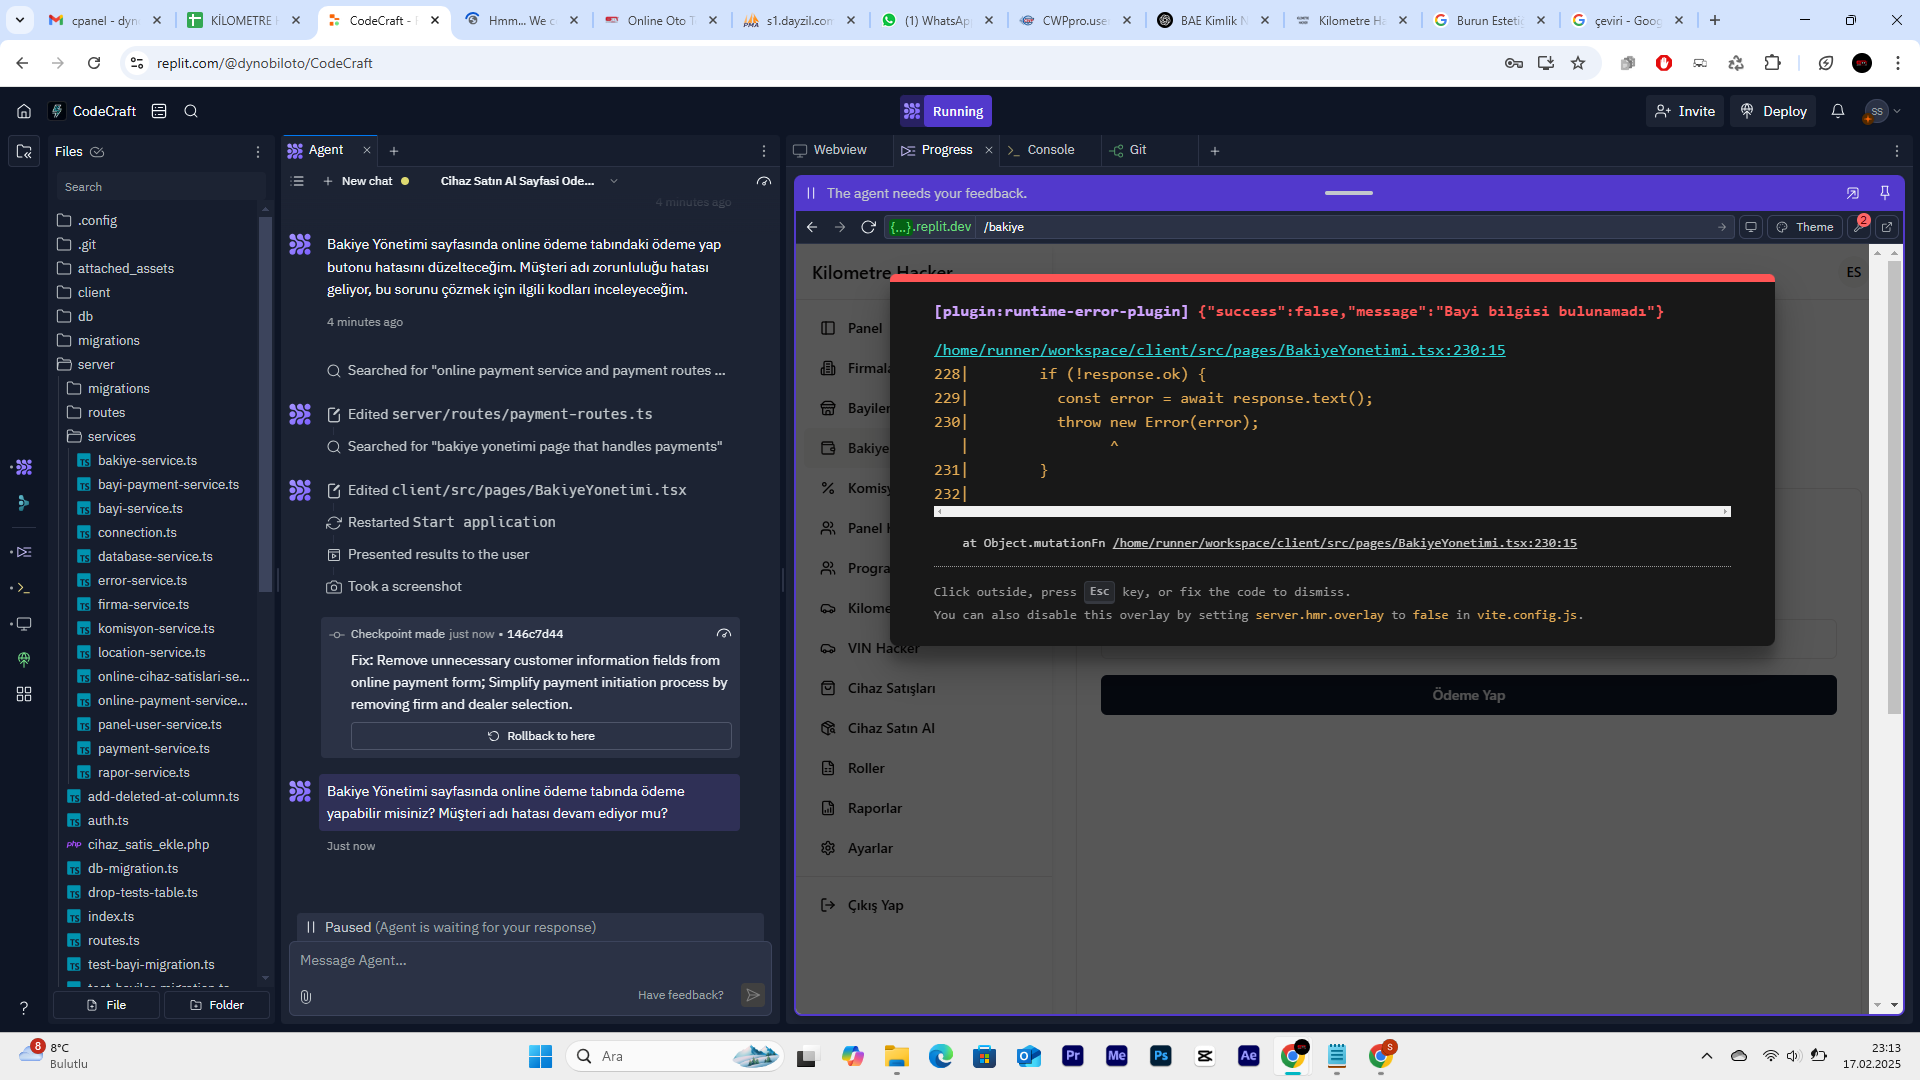 cpanel - dyn
KİLOMETRE
CodeCraft -
Hmm... We c
Online Oto T
s1.dayzil.com
(1) WhatsAp
CWPpro.use
BAE Kimlik N
Kilometre Ha
Burun Esteti
çeviri - Goog
replit.com/@dynobiloto/CodeCraft
CodeCraft
Running
Invite
Deploy
SS
Files
Search
.config
.git
attached_assets
client
db
migrations
server
migrations
routes
services
bakiye-service.ts
bayi-payment-service.ts
bayi-service.ts
connection.ts
database-service.ts
error-service.ts
firma-service.ts
komisyon-service.ts
location-service.ts
online-cihaz-satislari-se...
online-payment-service...
panel-user-service.ts
payment-service.ts
rapor-service.ts
add-deleted-at-column.ts
auth.ts
cihaz_satis_ekle.php
db-migration.ts
drop-tests-table.ts
index.ts
routes.ts
test-bayi-migration.ts
File
Folder
Agent
New chat
Cihaz Satın Al Sayfasi Ode...
4 minutes ago
Bakiye Yönetimi sayfasında online ödeme tabındaki ödeme yap
butonu hatasını düzelteceğim. Müşteri adı zorunluluğu hatası
geliyor, bu sorunu çözmek için ilgili kodları inceleyeceğim.
4 minutes ago
Searched for "online payment service and payment routes ...
Edited server/routes/payment-routes.ts
Searched for "bakiye yonetimi page that handles payments"
Edited client/src/pages/BakiyeYonetimi.tsx
Restarted Start application
Presented results to the user
Took a screenshot
Checkpoint made just now • 146c7d44
Fix: Remove unnecessary customer information fields from
online payment form; Simplify payment initiation process by
removing firm and dealer selection.
Rollback to here
Bakiye Yönetimi sayfasında online ödeme tabında ödeme
yapabilir misiniz? Müşteri adı hatası devam ediyor mu?
Just now
Paused (Agent is waiting for your response)
Message Agent...
Have feedback?
Webview
Progress
Console
Git
The agent needs your feedback.
{...}.replit.dev
/bakiye
Theme
2
Kilometre Hacker
ES
Panel
Firmala
Bayiler
Bakiye
Komisy
Panel
Progra
Kilome
VIN Hacker
Cihaz Satışları
Cihaz Satın Al
Roller
Raporlar
Ayarlar
Çıkış Yap
[plugin:runtime-error-plugin] {"success":false,"message":"Bayi bilgisi bulunamadı"}
/home/runner/workspace/client/src/pages/BakiyeYonetimi.tsx:230:15
228| if (!response.ok) {
229| const error = await response.text();
230| throw new Error(error);
| ^
231| }
232|
at Object.mutationFn /home/runner/workspace/client/src/pages/BakiyeYonetimi.tsx:230:15
Click outside, press Esc key, or fix the code to dismiss.
You can also disable this overlay by setting server.hmr.overlay to false in vite.config.js.
Ödeme Yap
8
8°C
Bulutlu
Ara
Pr
Me
Ps
Ae
S
23:13
17.02.2025